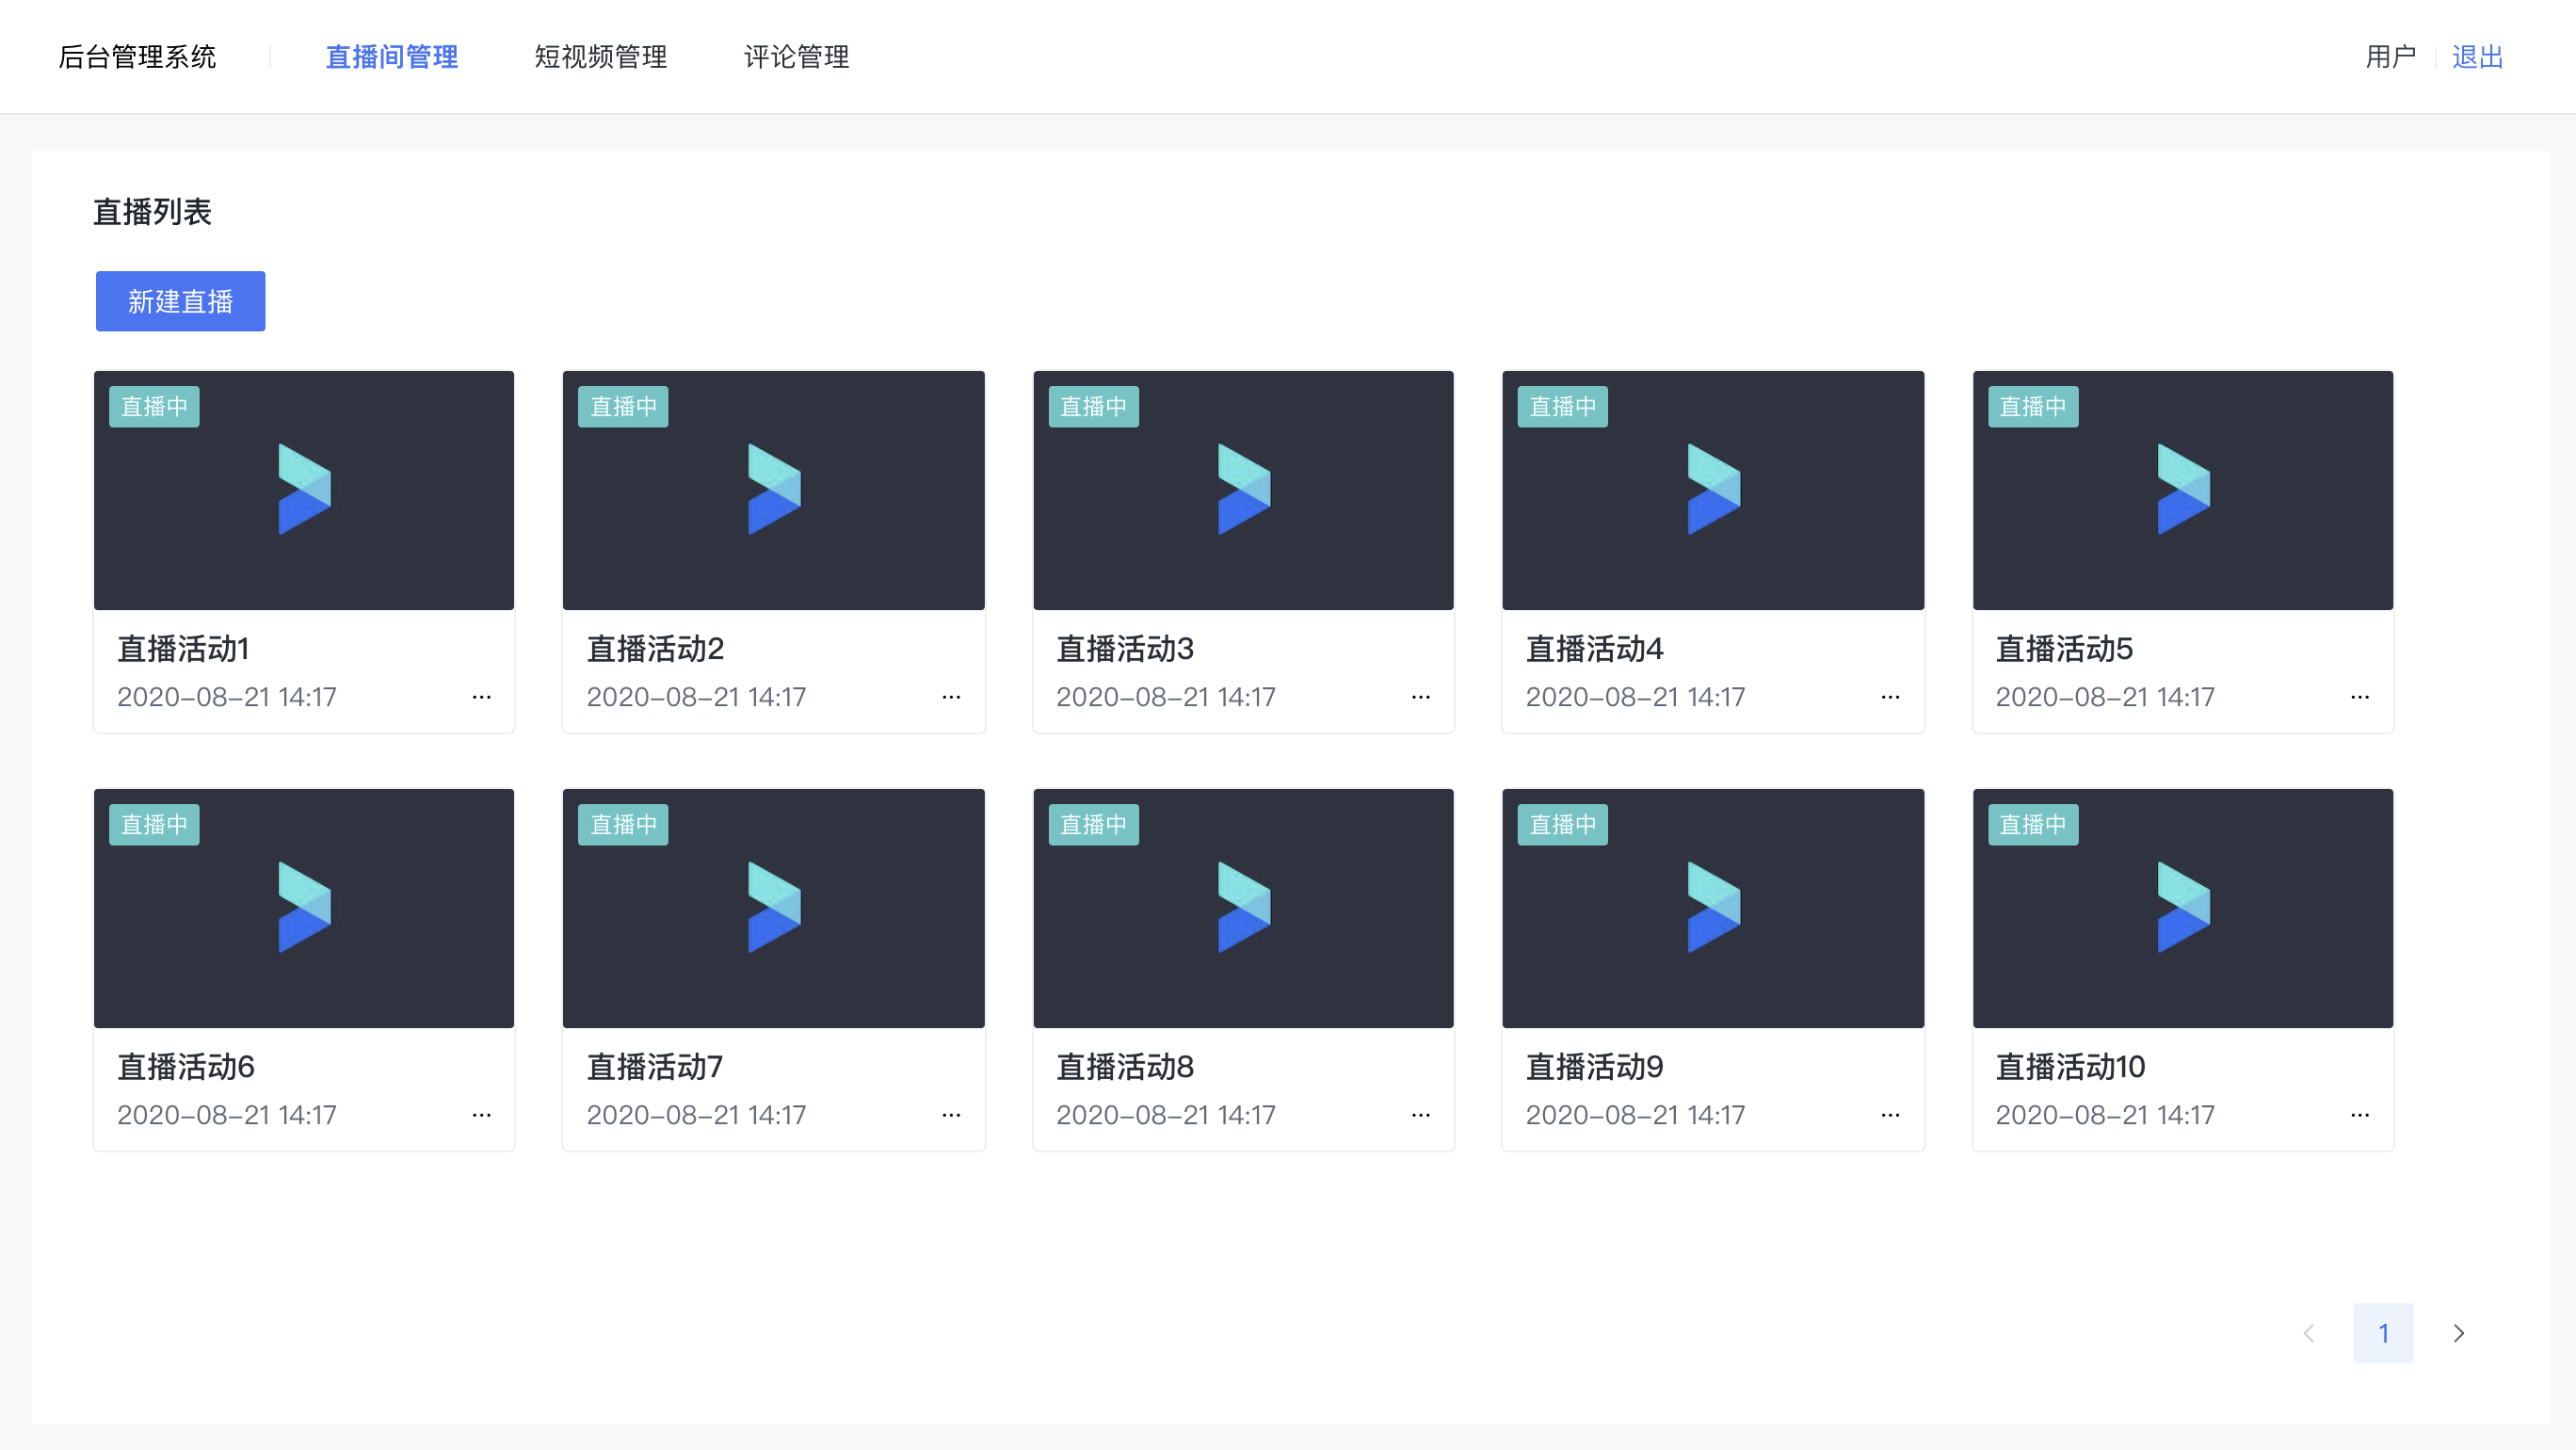 后台管理系统 直播间管理 短视频管理 评论管理 用户 退出
直播列表
新建直播
直播中 直播中 直播中 直播中 直播中
直播活动1 直播活动2 直播活动3 直播活动4 直播活动5
2020-08-21 14:17 ... 2020-08-21 14:17 ... 2020-08-21 14:17 ... 2020-08-21 14:17 ... 2020-08-21 14:17 ...
直播中 直播中 直播中 直播中 直播中
直播活动6 直播活动7 直播活动8 直播活动9 直播活动10
2020-08-21 14:17 ... 2020-08-21 14:17 ... 2020-08-21 14:17 ... 2020-08-21 14:17 ... 2020-08-21 14:17 ...
1